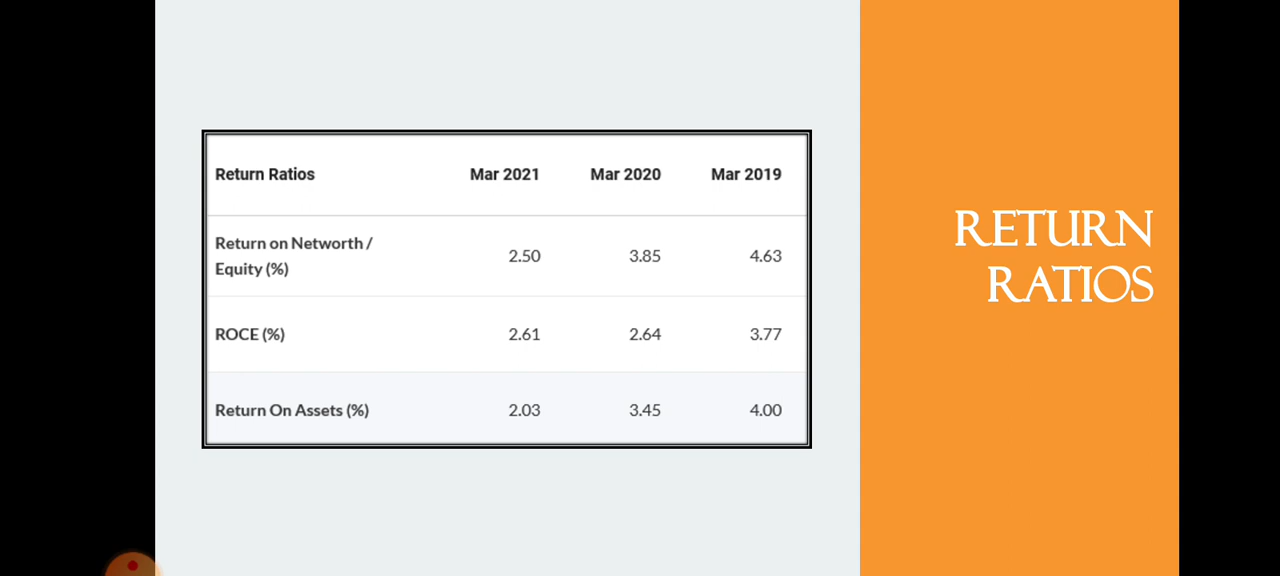 Return Ratios Mar 2021 Mar 2020 Mar 2019
Return on Networth /
Equity (%) 2.50 3.85 4.63
ROCE (%) 2.61 2.64 3.77
Return On Assets (%) 2.03 3.45 4.00
RETURN
RATIOS